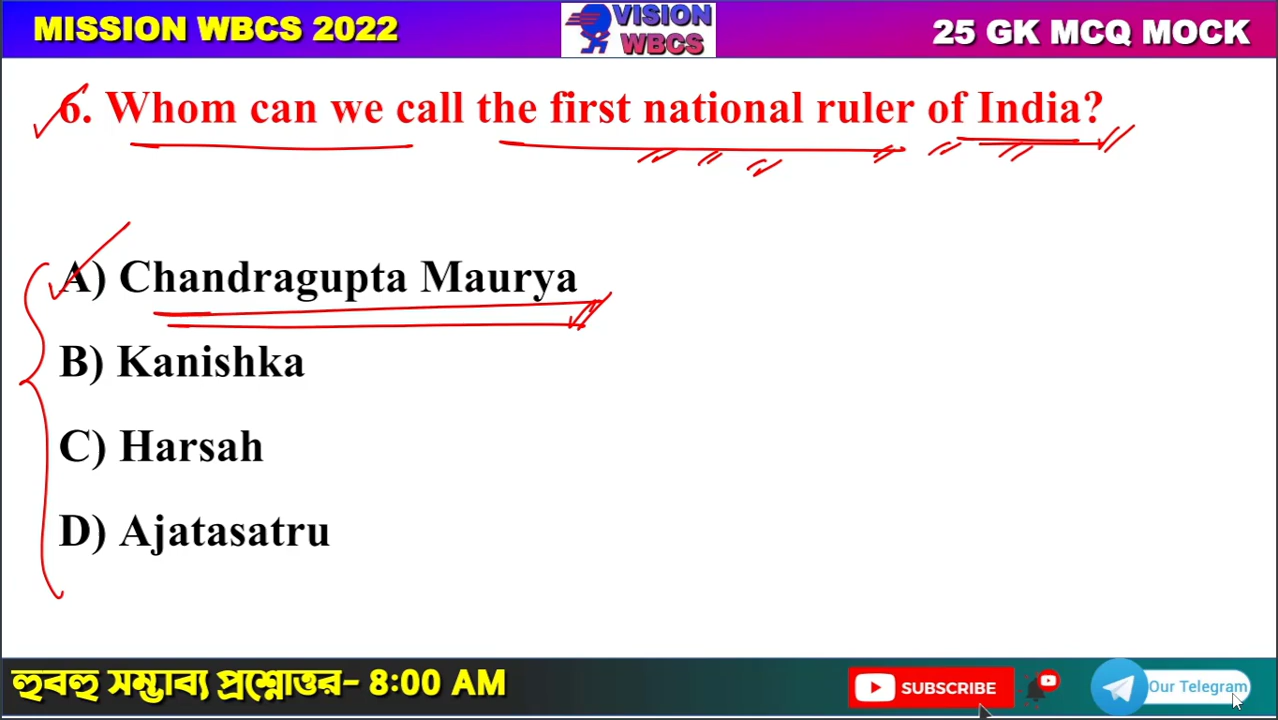 MISSION WBCS 2022
VISION
WBCS
25 GK MCQ MOCK
6. Whom can we call the first national ruler of India?
A) Chandragupta Maurya
B) Kanishka
C) Harsah
D) Ajatasatru
হুবহু সম্ভাব্য প্রশ্নোত্তর- 8:00 AM
SUBSCRIBE
Our Telegram